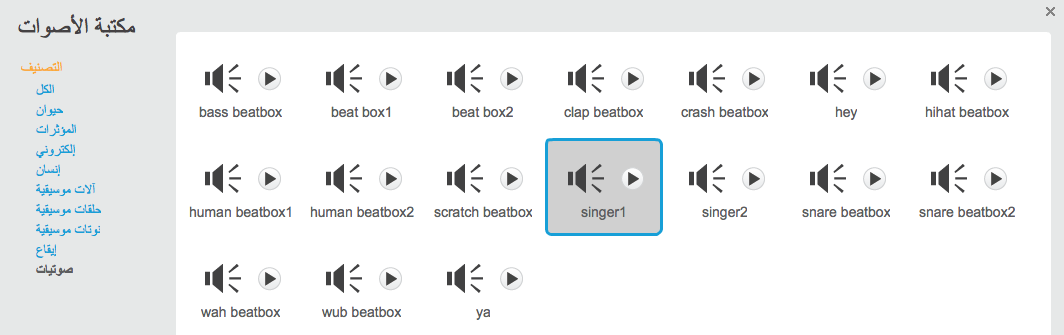 مكتبة الأصوات
التصنيف
الكل
حيوان
المؤثرات
إلكتروني
إنسان
آلات موسيقية
حلقات موسيقية
نوتات موسيقية
إيقاع
صوتيات
bass beatbox beat box1 beat box2 clap beatbox crash beatbox hey hihat beatbox
human beatbox1 human beatbox2 scratch beatbox singer1 singer2 snare beatbox snare beatbox2
wah beatbox wub beatbox ya